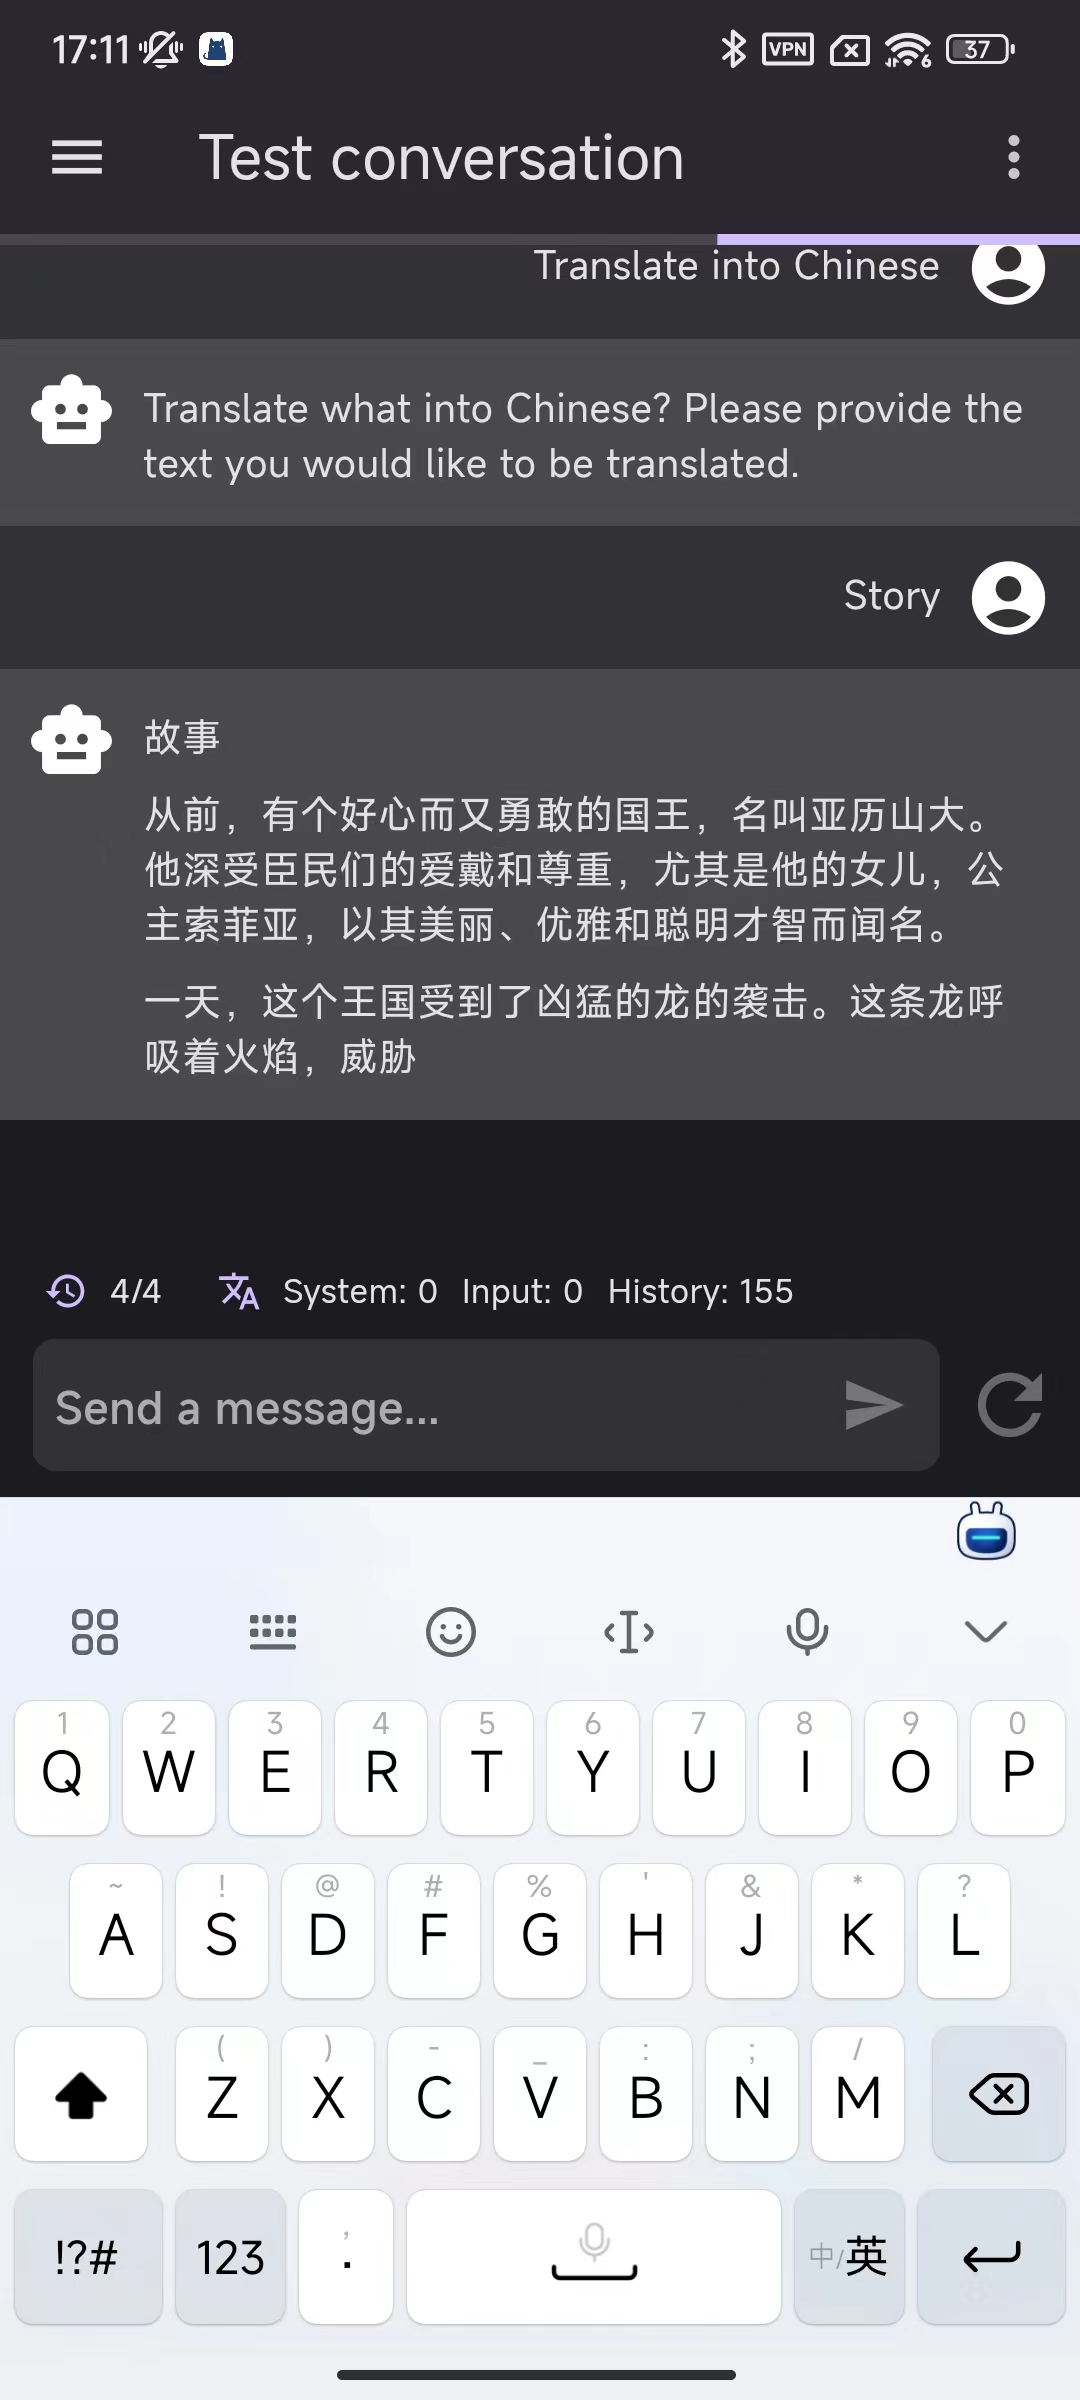 17:11 VPN 6 37
Test conversation
Translate into Chinese
Translate what into Chinese? Please provide the
text you would like to be translated.
Story
故事
从前，有个好心而又勇敢的国王，名叫亚历山大。
他深受臣民们的爱戴和尊重，尤其是他的女儿，公
主索菲亚，以其美丽、优雅和聪明才智而闻名。
一天，这个王国受到了凶猛的龙的袭击。这条龙呼
吸着火焰，威胁
4/4 System: 0 Input: 0 History: 155
Send a message...
1 2 3 4 5 6 7 8 9 0
Q W E R T Y U I O P
~ ! @ # % ' & * ?
A S D F G H J K L
( ) - _ : ; /
Z X C V B N M
!?# 123 , . 中/英